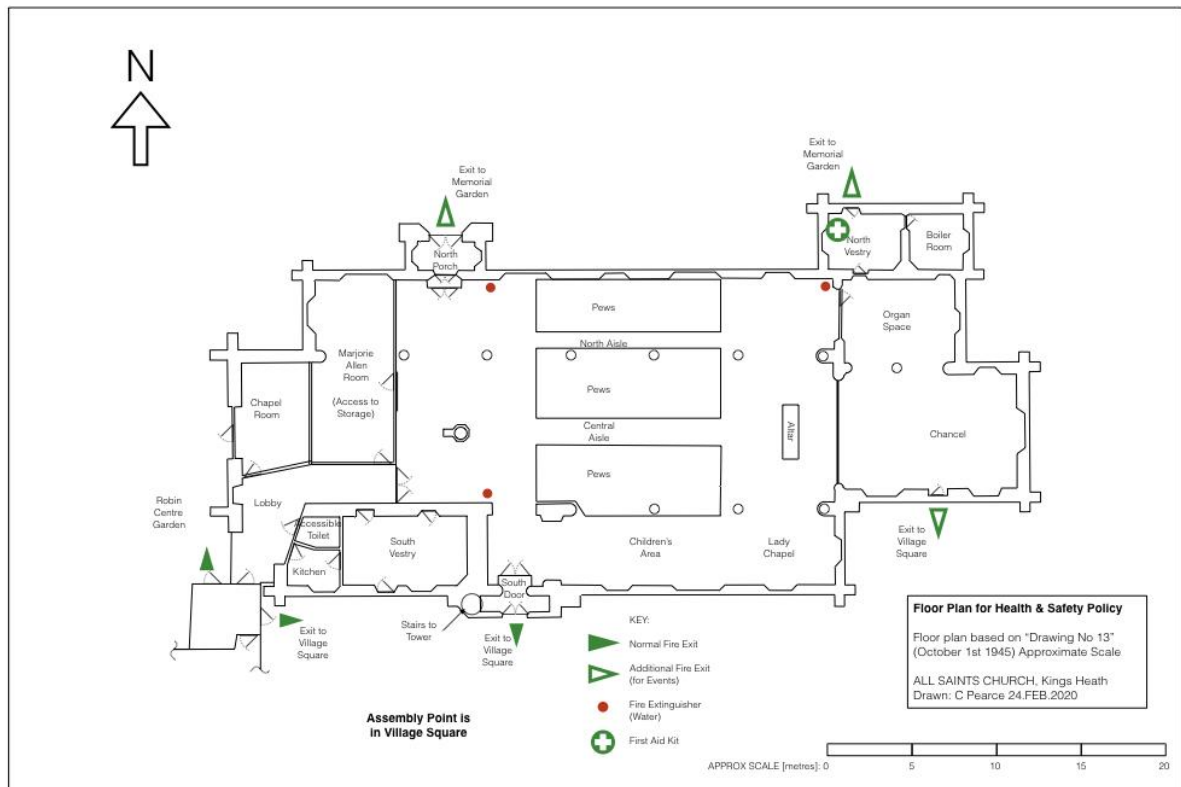 N
Exit to
Memorial
Garden
Exit to
Memorial
Garden
North
Porch
North
Vestry
Boiler
Room
Pews
Organ
Space
North Aisle
Marjorie
Allen
Room
(Access to
Storage)
Chapel
Room
Pews
Central
Aisle
Altar
Chancel
Pews
Lobby
Robin
Centre
Garden
Accessible
Toilet
South
Vestry
Kitchen
Children's
Area
Lady
Chapel
Exit to
Village
Square
South
Door
Exit to
Village
Square
Stairs to
Tower
Exit to
Village
Square
KEY:
Normal Fire Exit
Additional Fire Exit
(for Events)
Fire Extinguisher
(Water)
First Aid Kit
Assembly Point is
in Village Square
Floor Plan for Health & Safety Policy
Floor plan based on "Drawing No 13"
(October 1st 1945) Approximate Scale
ALL SAINTS CHURCH, Kings Heath
Drawn: C Pearce 24.FEB.2020
APPROX SCALE [metres]: 0 5 10 15 20